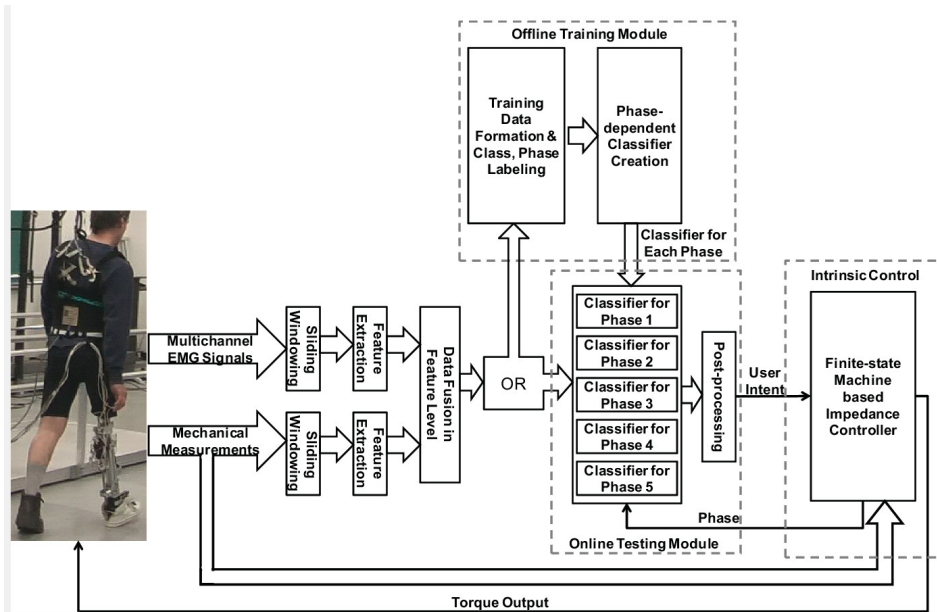 Offline Training Module
Training
Data
Formation &
Class, Phase
Labeling
Phase-
dependent
Classifier
Creation
Classifier for
Each Phase
Multichannel
EMG Signals
Sliding
Windowing
Feature
Extraction
Mechanical
Measurements
Sliding
Windowing
Feature
Extraction
Data Fusion in
Feature Level
OR
Classifier for
Phase 1
Classifier for
Phase 2
Classifier for
Phase 3
Classifier for
Phase 4
Classifier for
Phase 5
Post-processing
Online Testing Module
User
Intent
Intrinsic Control
Finite-state
Machine
based
Impedance
Controller
Phase
Torque Output